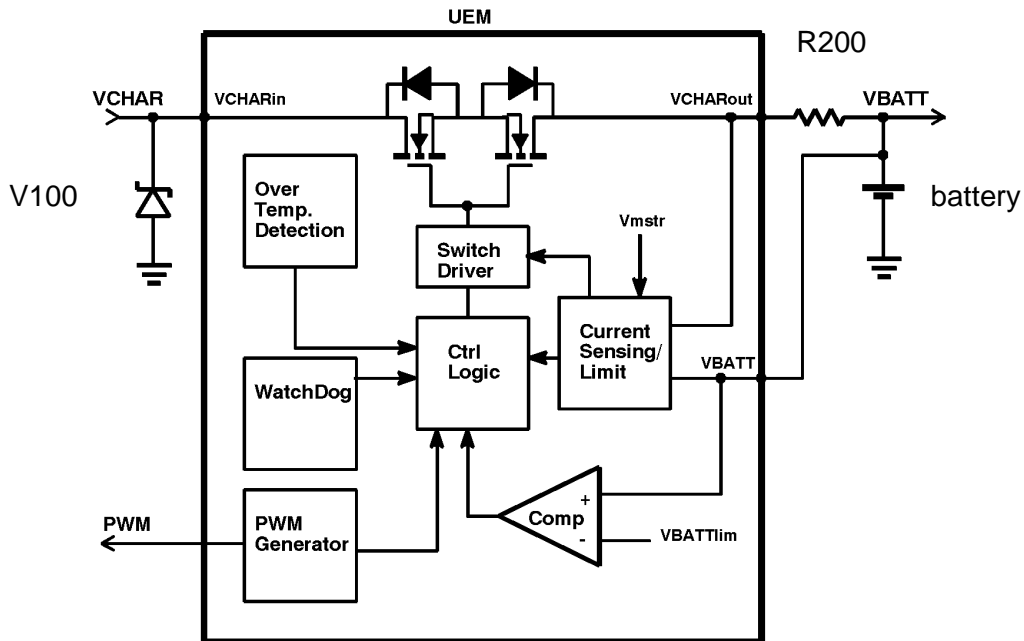 UEM
R200
VCHAR
VCHARin
VCHARout
VBATT
V100
Over
Temp.
Detection
battery
Vmstr
Switch
Driver
Current
Sensing/
Limit
Ctrl
Logic
VBATT
WatchDog
+
Comp
-
PWM
PWM
Generator
VBATTlim